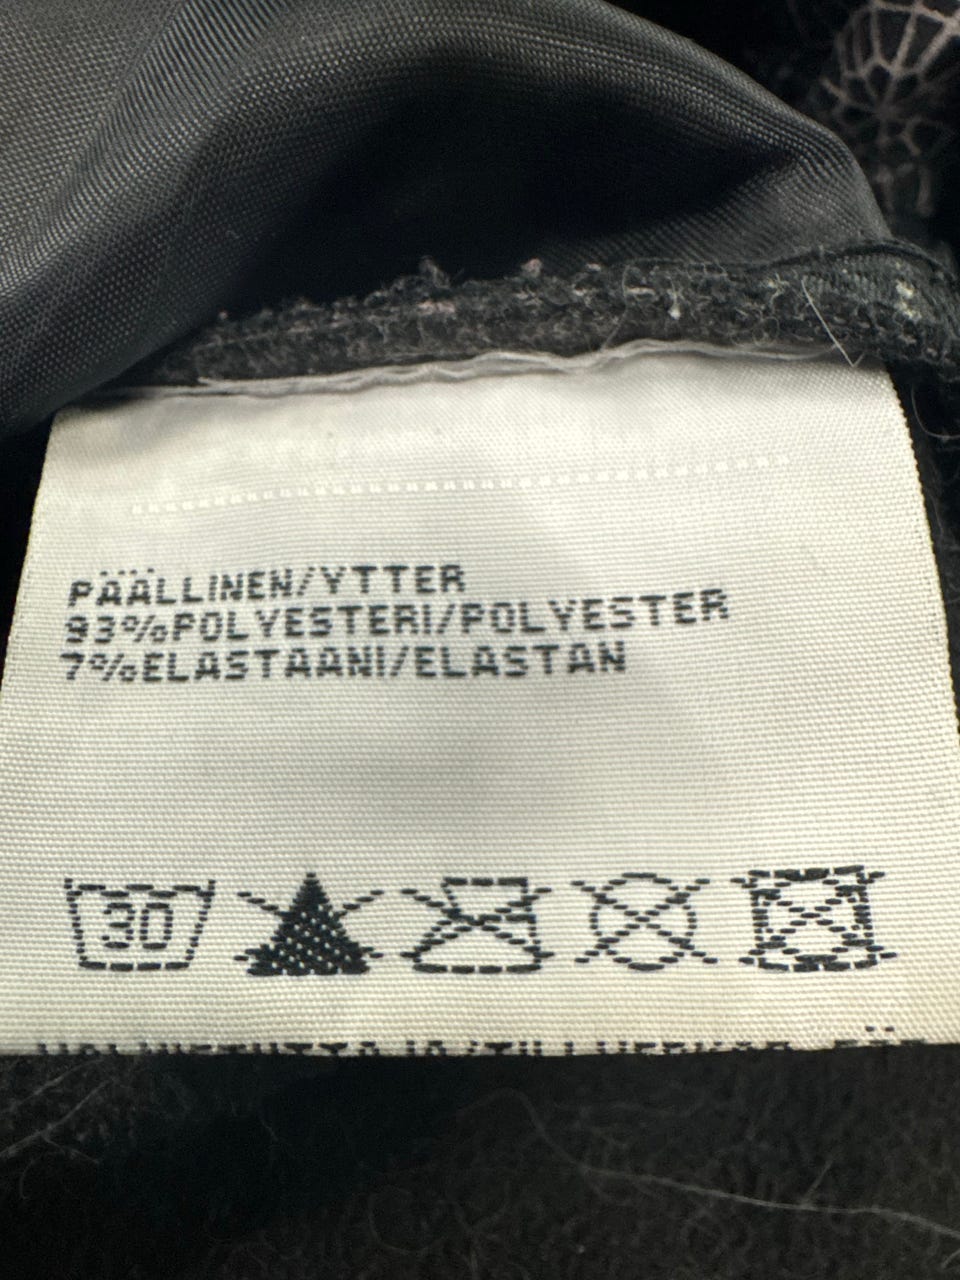 PÄÄLLINEN/YTTER
93%POLYESTERI/POLYESTER
7%ELASTAANI/ELASTAN
30